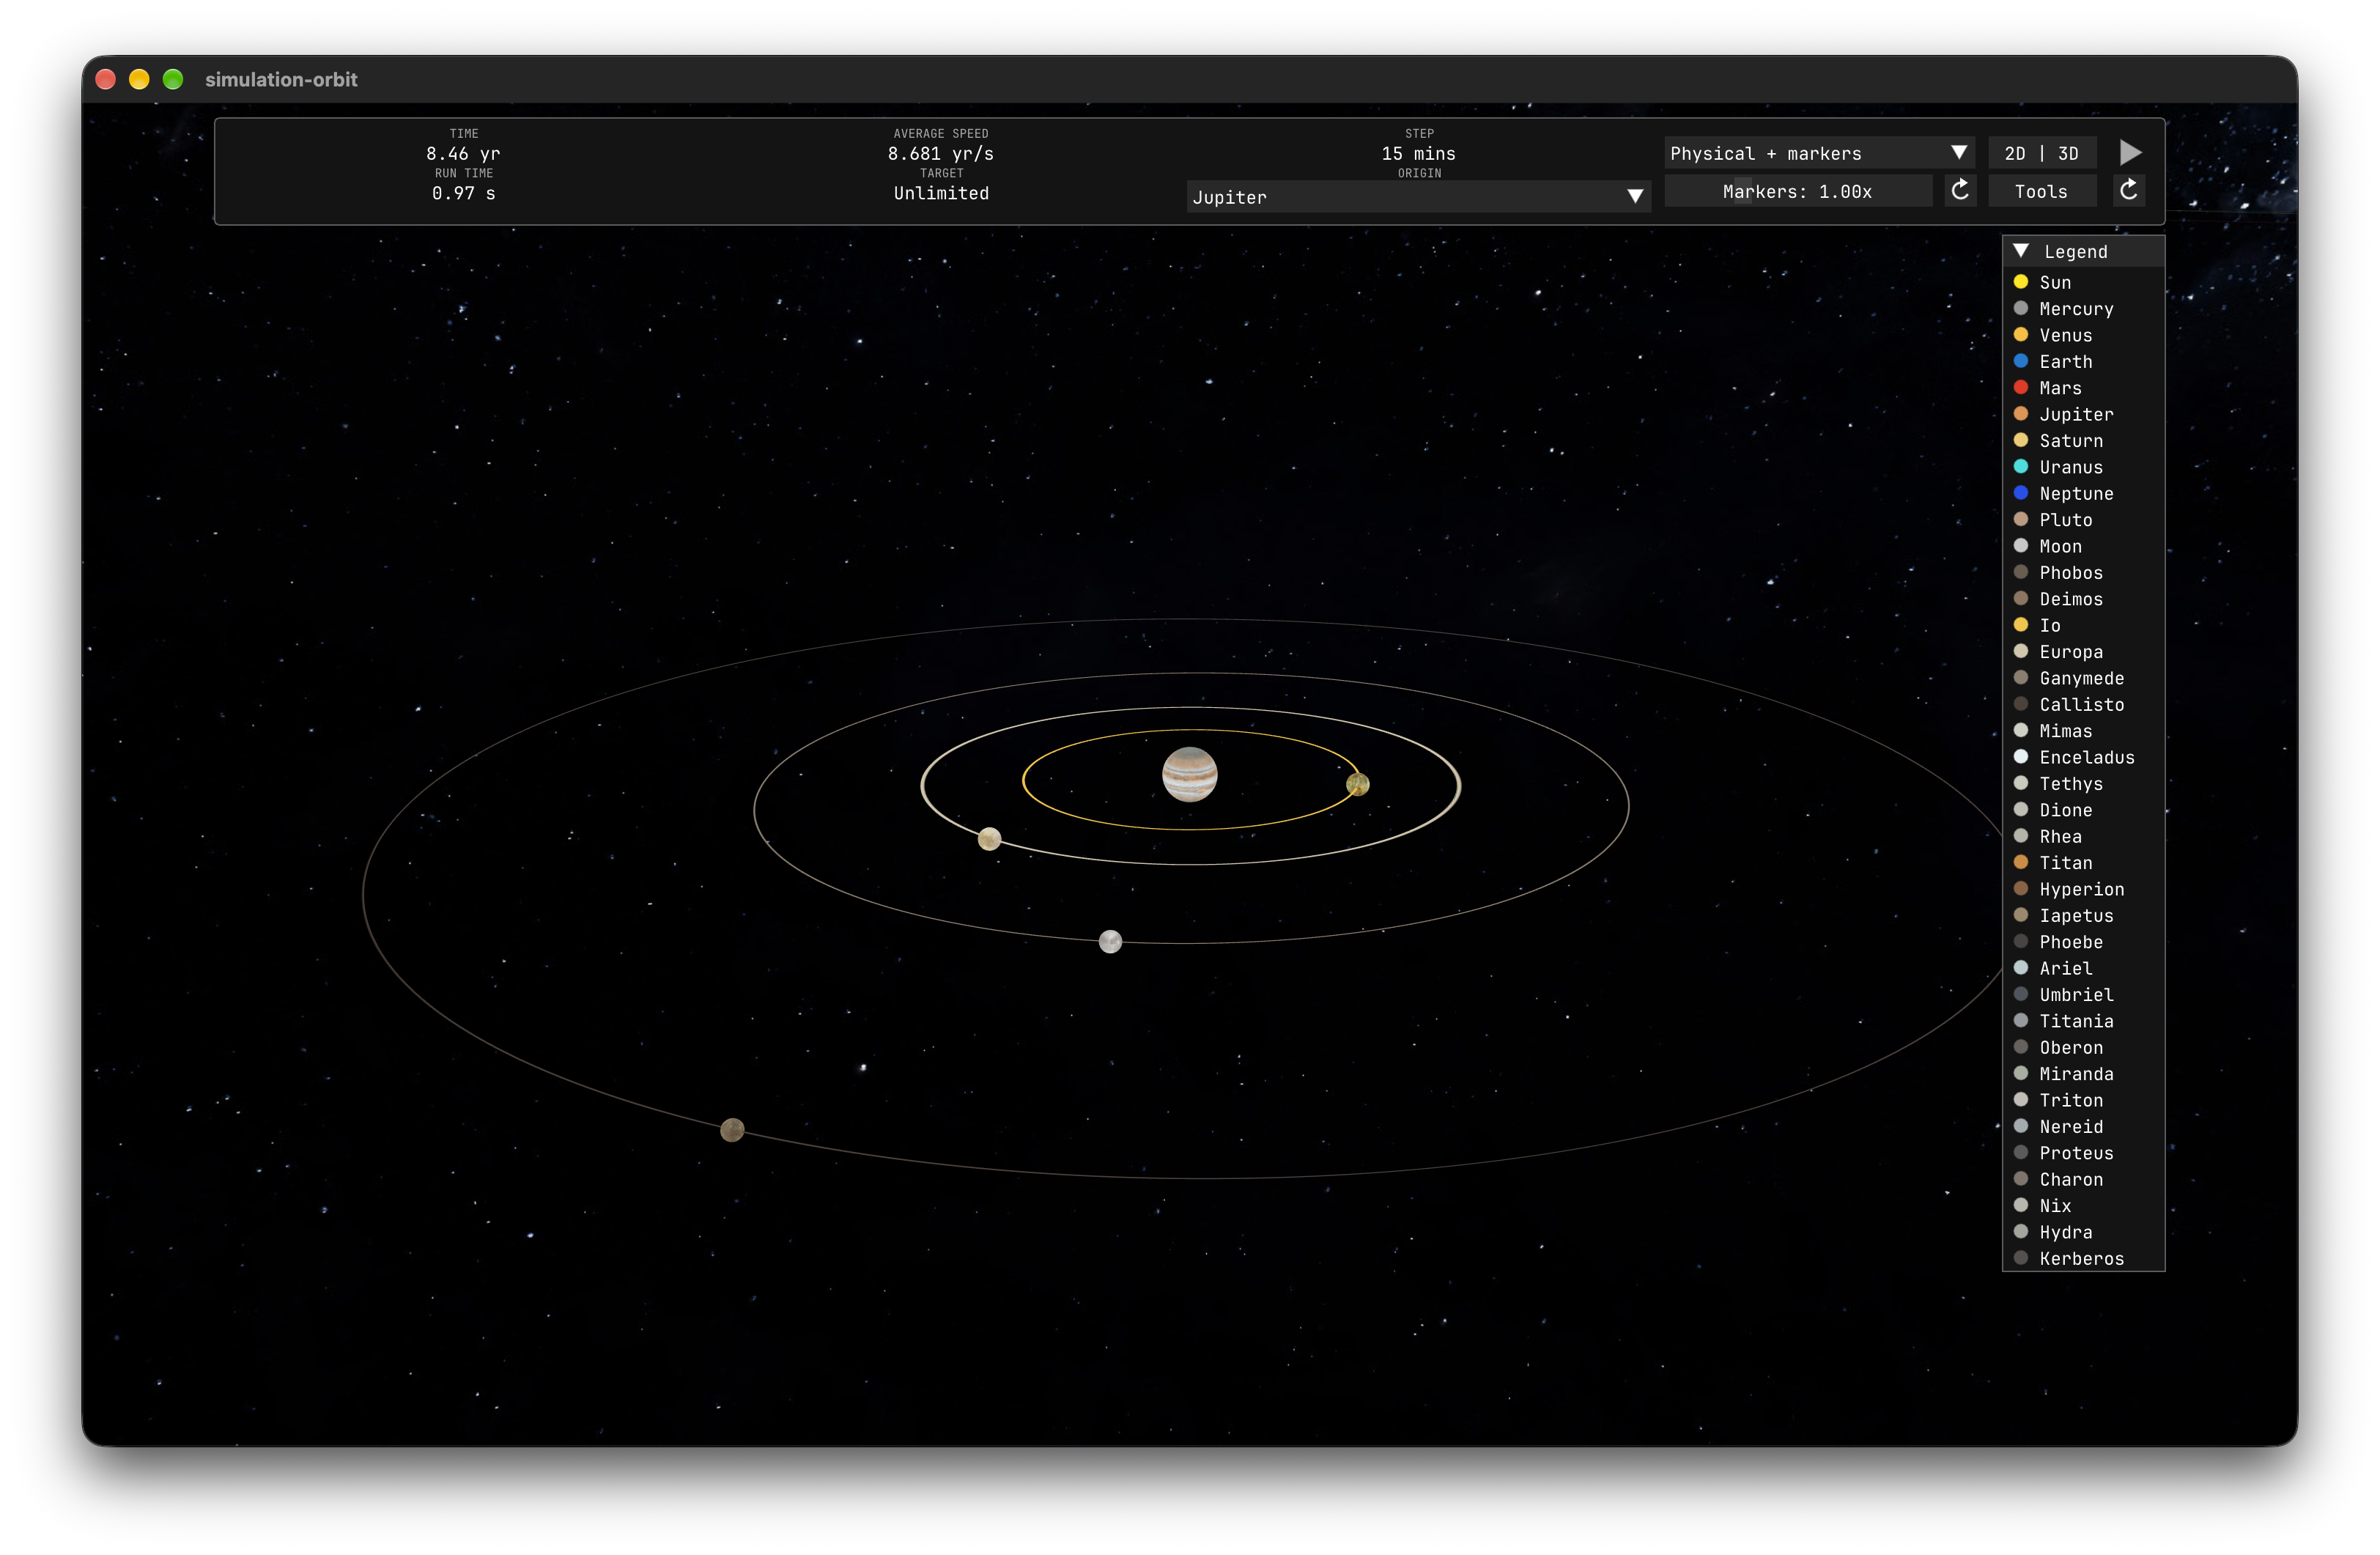 simulation-orbit
TIME
8.46 yr
RUN TIME
0.97 s
AVERAGE SPEED
8.681 yr/s
TARGET
Unlimited
STEP
15 mins
ORIGIN
Jupiter
Physical + markers
Markers: 1.00x
2D | 3D
Tools
Legend
Sun
Mercury
Venus
Earth
Mars
Jupiter
Saturn
Uranus
Neptune
Pluto
Moon
Phobos
Deimos
Io
Europa
Ganymede
Callisto
Mimas
Enceladus
Tethys
Dione
Rhea
Titan
Hyperion
Iapetus
Phoebe
Ariel
Umbriel
Titania
Oberon
Miranda
Triton
Nereid
Proteus
Charon
Nix
Hydra
Kerberos